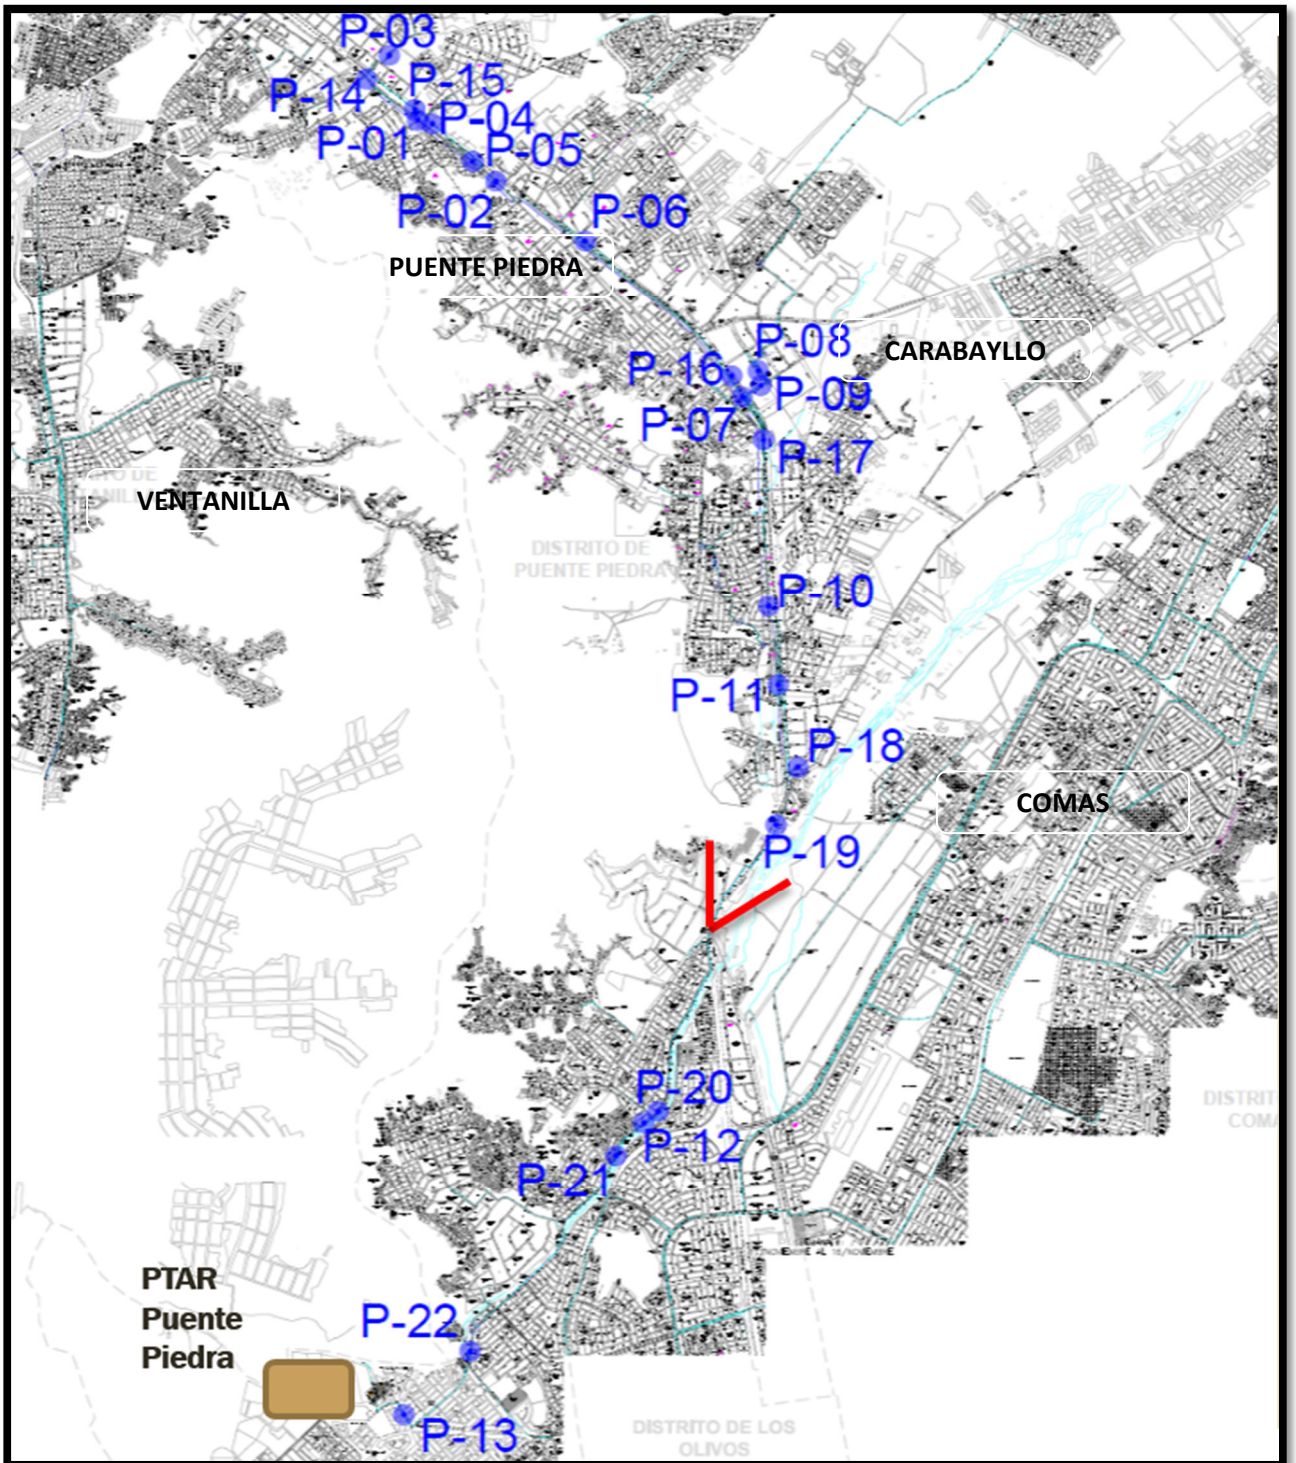 P-03
P-15
P-14
P-04
P-01
P-05
P-02
P-06
PUENTE PIEDRA
P-08
CARABAYLLO
P-16
P-09
P-07
P-17
VENTANILLA
DISTRITO DE
PUENTE PIEDRA
P-10
P-11
P-18
COMAS
P-19
P-20
DISTRIT
COMA
P-12
P-21
PTAR
Puente
Piedra
P-22
P-13
DISTRITO DE LOS
OLIVOS